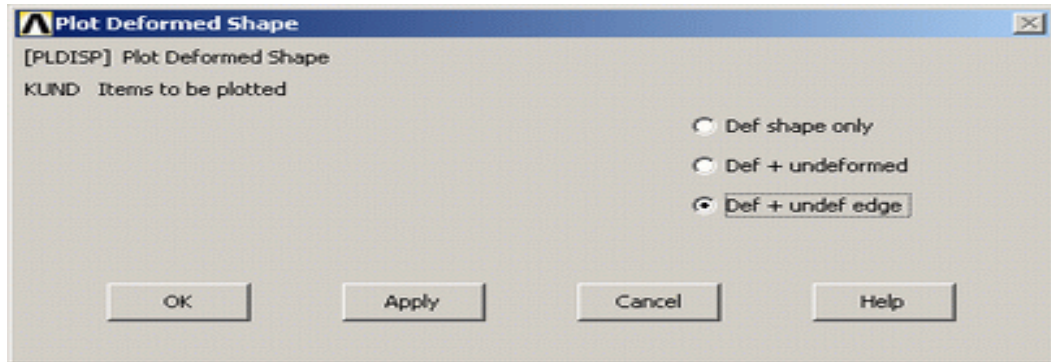 Plot Deformed Shape
[PLDISP] Plot Deformed Shape
KUND Items to be plotted
Def shape only
Def + undeformed
Def + undef edge
OK Apply Cancel Help